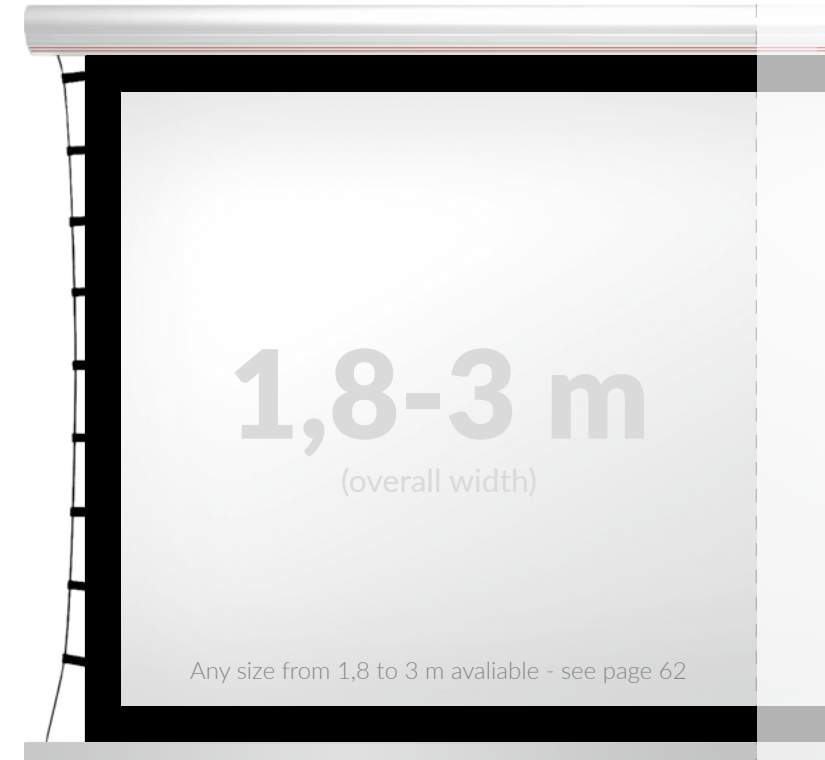 1,8-3 m
(overall width)
Any size from 1,8 to 3 m avaliable - see page 62